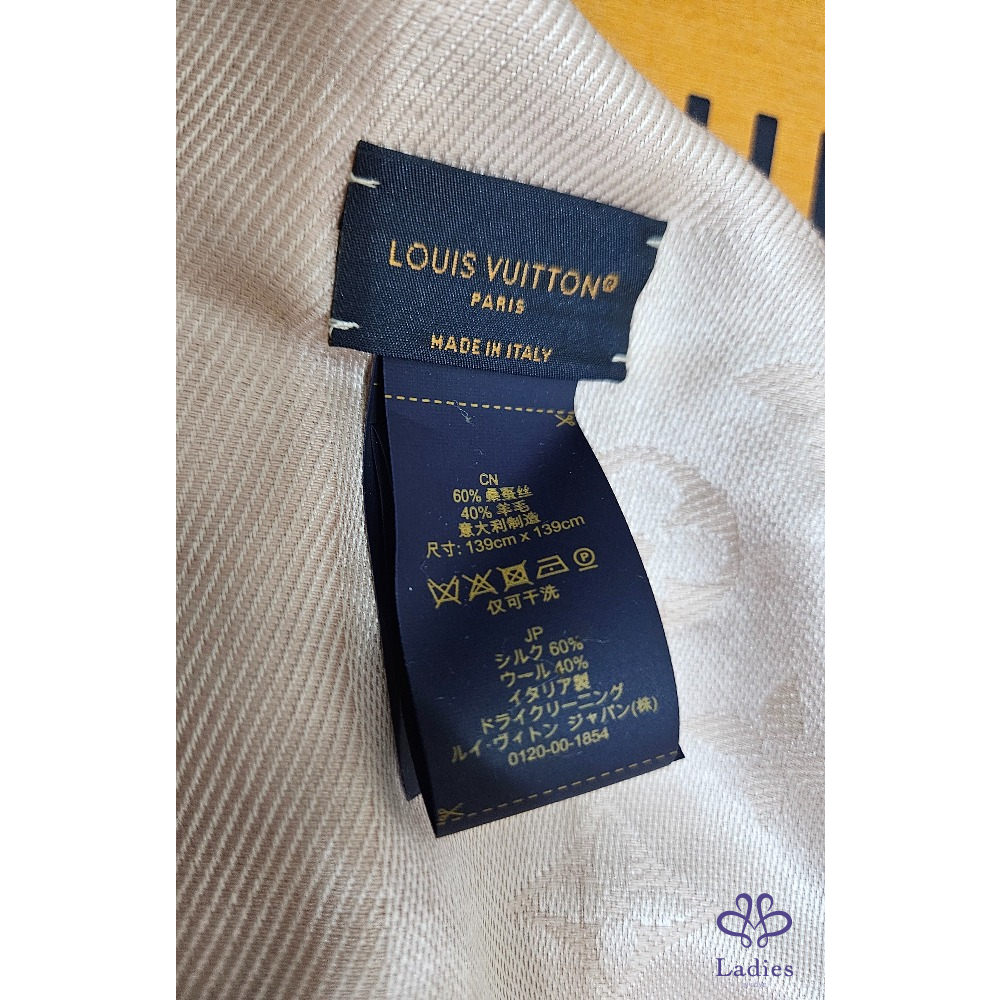 LOUIS VUITTON®
PARIS
MADE IN ITALY
CN
60% 桑蚕丝
40% 羊毛
意大利制造
尺寸: 139cm x 139cm
P
仅可干洗
JP
シルク 60%
ウール 40%
イタリア製
ドライクリーニング
ルイ・ヴィトン ジャパン(株)
0120-00-1854
Ladies